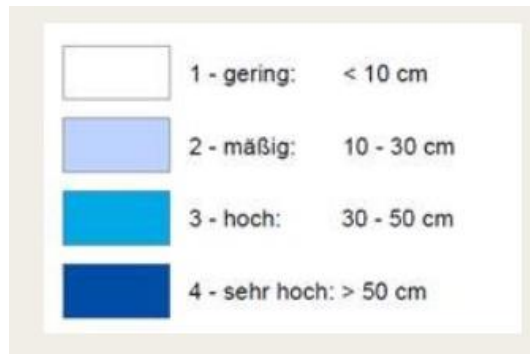 1 - gering: < 10 cm
2 - mäßig: 10 - 30 cm
3 - hoch: 30 - 50 cm
4 - sehr hoch: > 50 cm